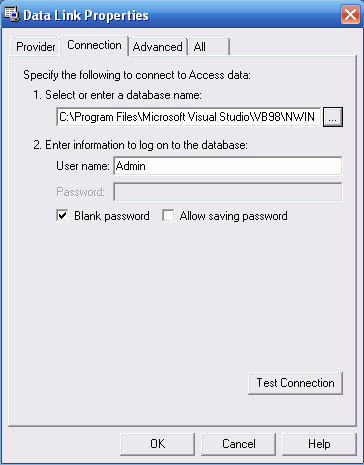 Data Link Properties
Provider Connection Advanced All
Specify the following to connect to Access data:
1. Select or enter a database name:
C:\Program Files\Microsoft Visual Studio\VB98\NWIN ...
2. Enter information to log on to the database:
User name: Admin
Password:
Blank password Allow saving password
Test Connection
OK Cancel Help